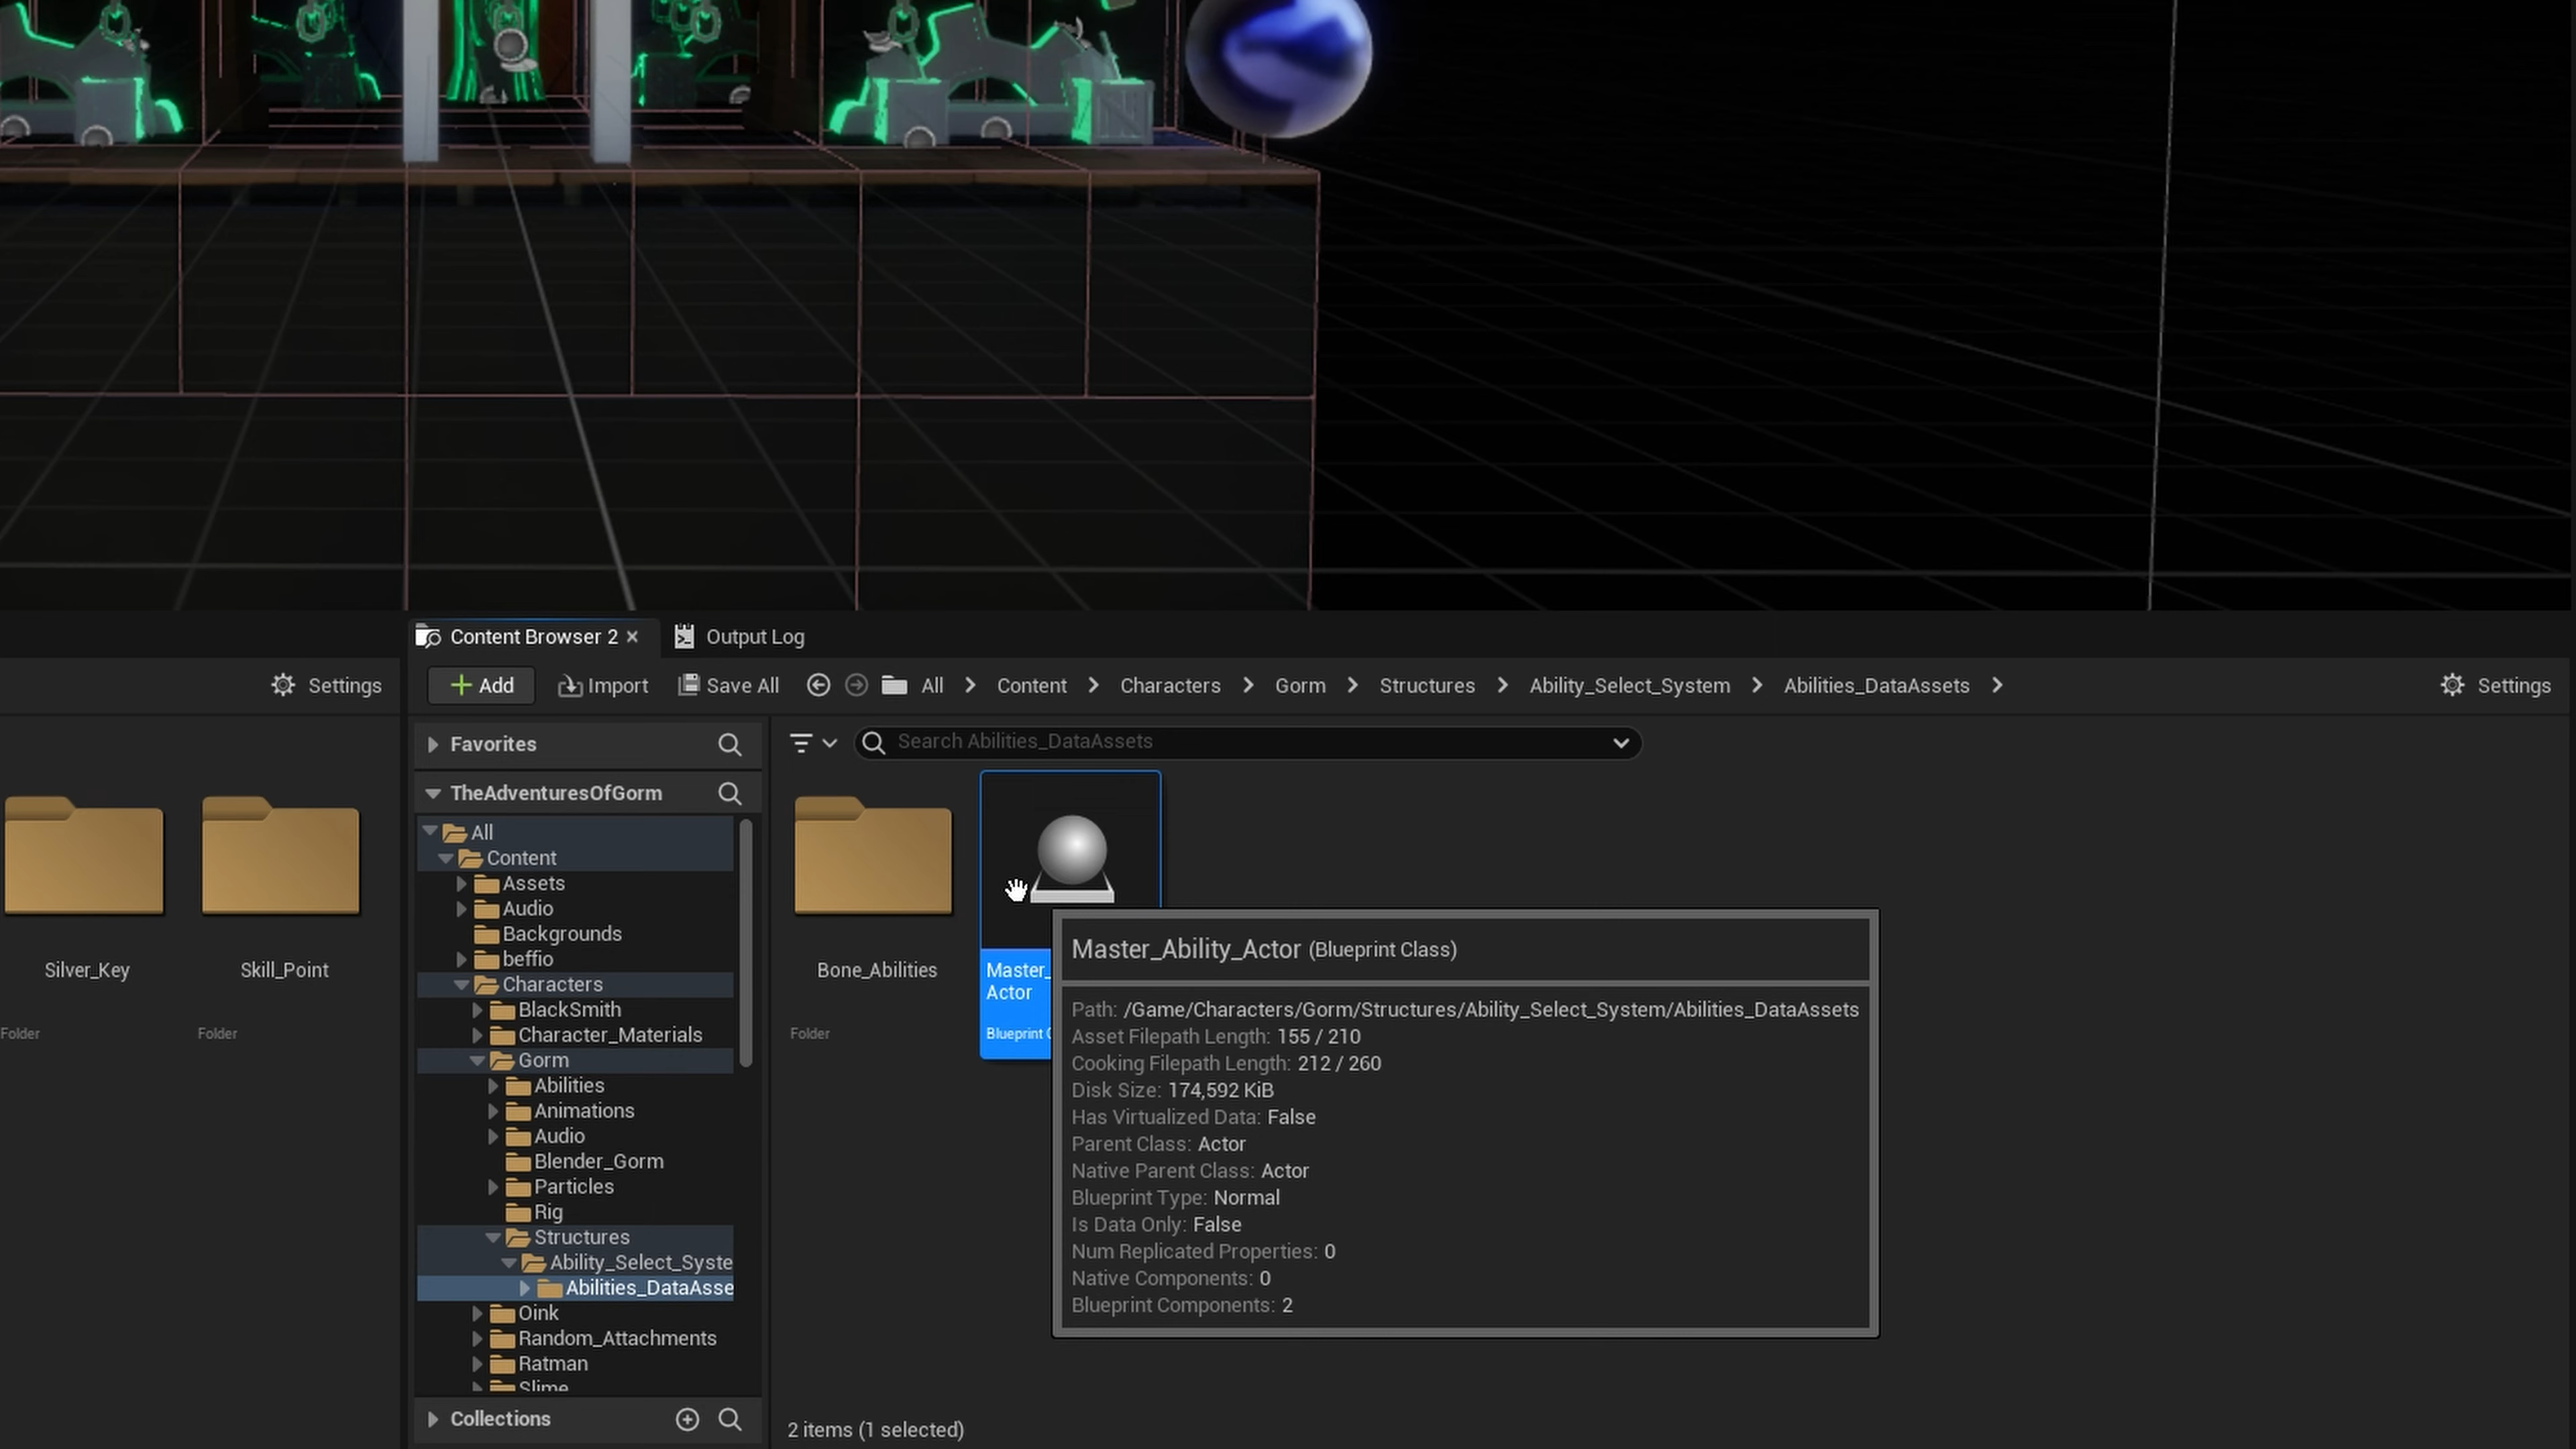 Content Browser 2
Output Log
Settings
Add
Import
Save All
All
Content
Characters
Gorm
Structures
Ability_Select_System
Abilities_DataAssets
Settings
Favorites
Search Abilities_DataAssets
TheAdventuresOfGorm
All
Content
Assets
Audio
Backgrounds
beffio
Characters
BlackSmith
Character_Materials
Gorm
Abilities
Animations
Audio
Blender_Gorm
Particles
Rig
Structures
Ability_Select_Syste
Abilities_DataAsse
Oink
Random_Attachments
Ratman
Slime
Collections
Silver_Key
Folder
Skill_Point
Folder
Bone_Abilities
Folder
Master_
Actor
Blueprint C
Master_Ability_Actor (Blueprint Class)
Path: /Game/Characters/Gorm/Structures/Ability_Select_System/Abilities_DataAssets
Asset Filepath Length: 155 / 210
Cooking Filepath Length: 212 / 260
Disk Size: 174,592 KiB
Has Virtualized Data: False
Parent Class: Actor
Native Parent Class: Actor
Blueprint Type: Normal
Is Data Only: False
Num Replicated Properties: 0
Native Components: 0
Blueprint Components: 2
2 items (1 selected)